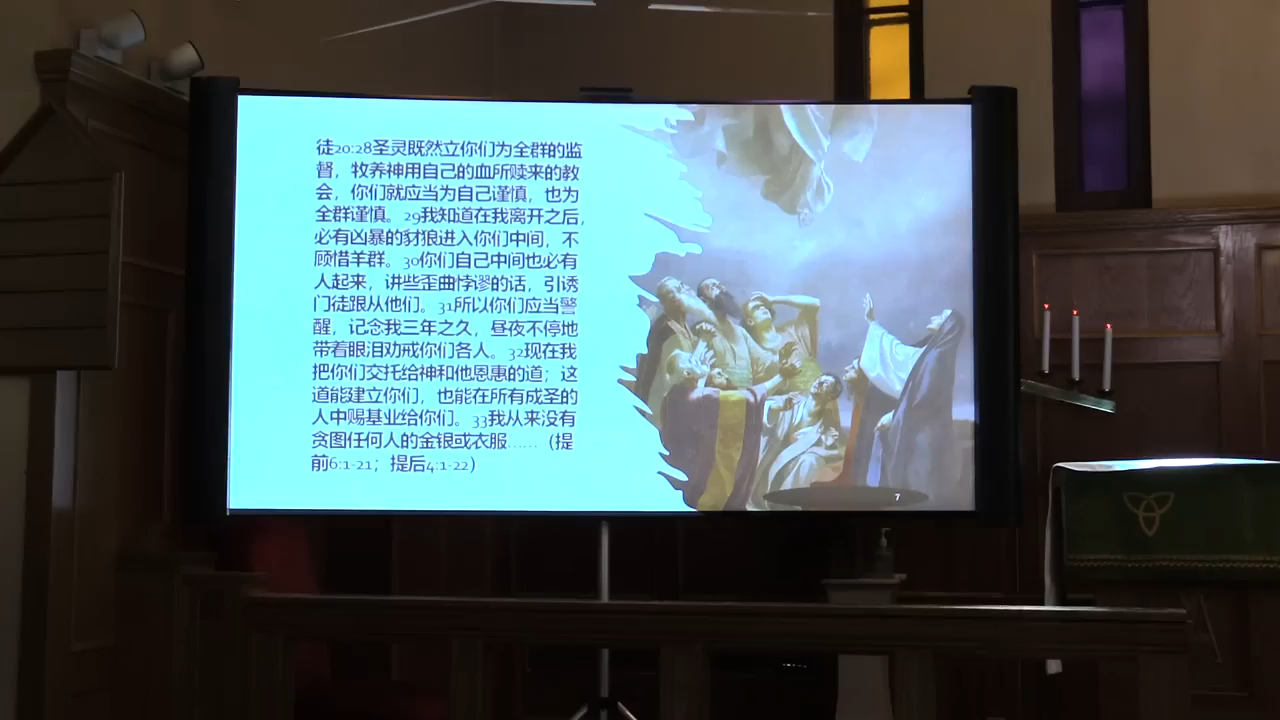 徒20:28圣灵既然立你们为全群的监
督，牧养神用自己的血所赎来的教
会，你们就应当为自己谨慎，也为
全群谨慎。29我知道在我离开之后，
必有凶暴的豺狼进入你们中间，不
顾惜羊群。30你们自己中间也必有
人起来，讲些歪曲悖谬的话，引诱
门徒跟从他们。31所以你们应当警
醒，记念我三年之久，昼夜不停地
带着眼泪劝戒你们各人。32现在我
把你们交托给神和他恩惠的道；这
道能建立你们，也能在所有成圣的
人中赐基业给你们。33我从来没有
贪图任何人的金银或衣服……（提
前6:1-21；提后4:1-22）
7